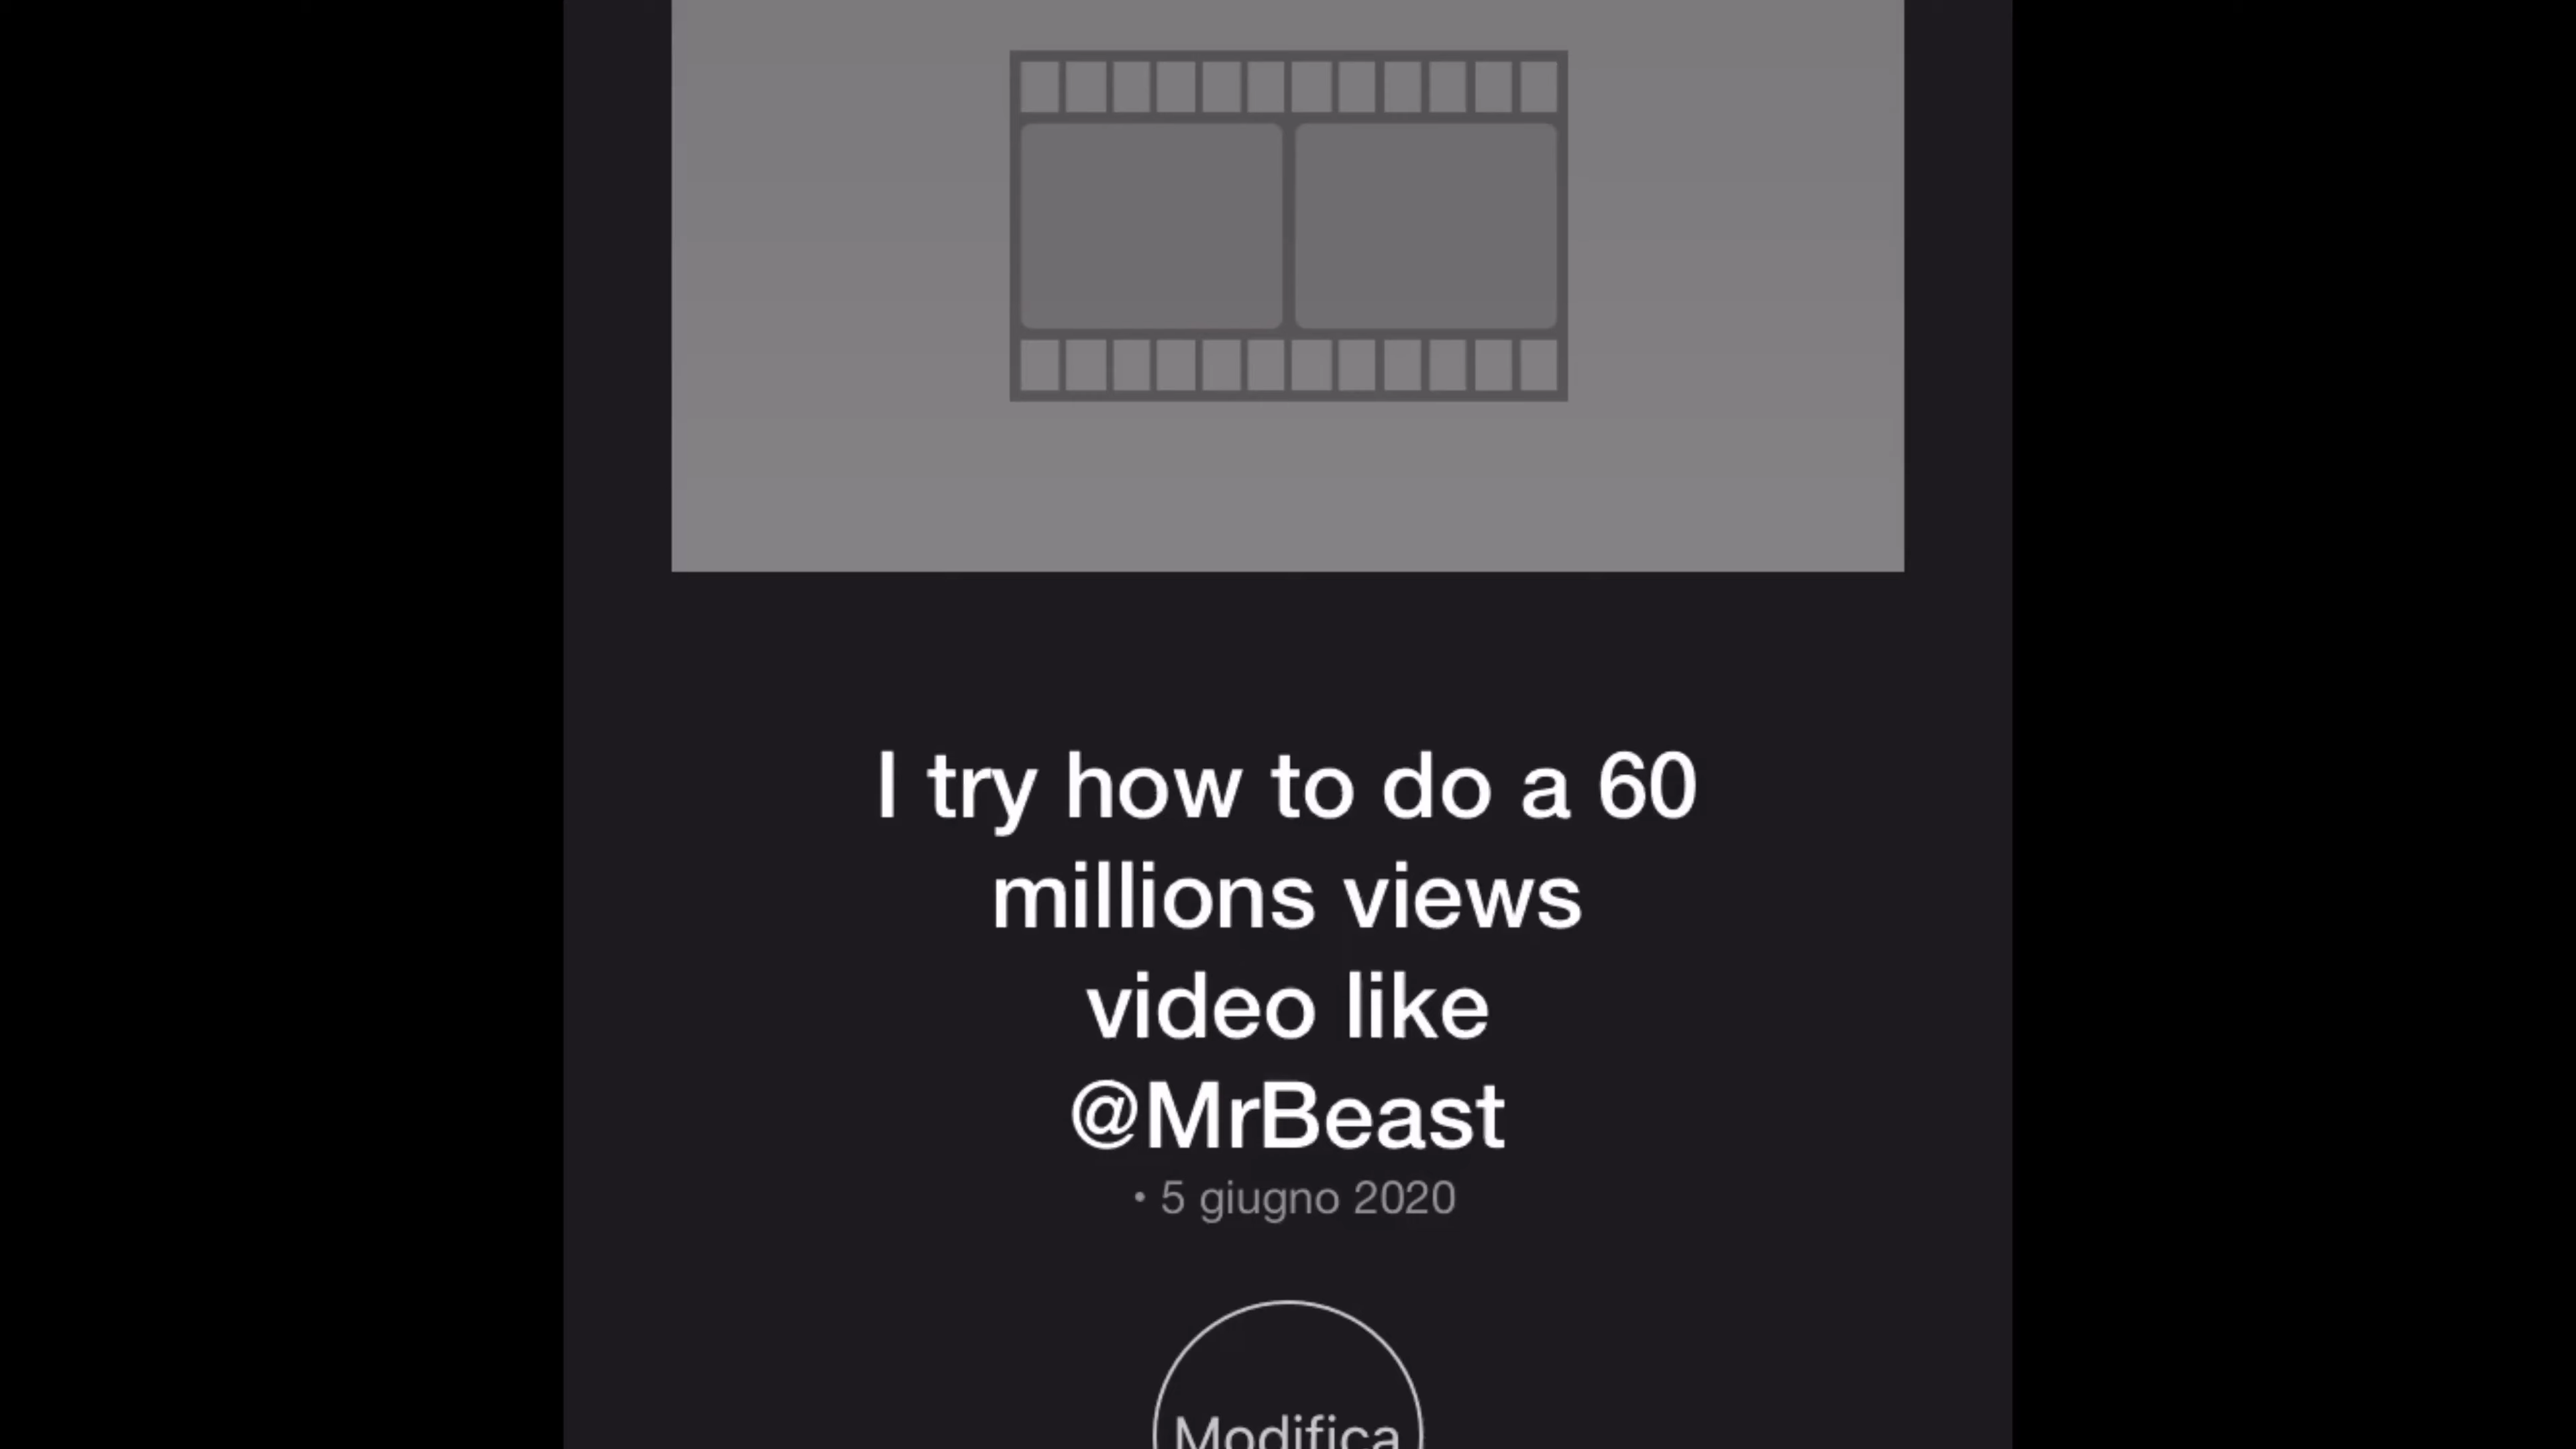 I try how to do a 60
millions views
video like
@MrBeast
• 5 giugno 2020
Modifica